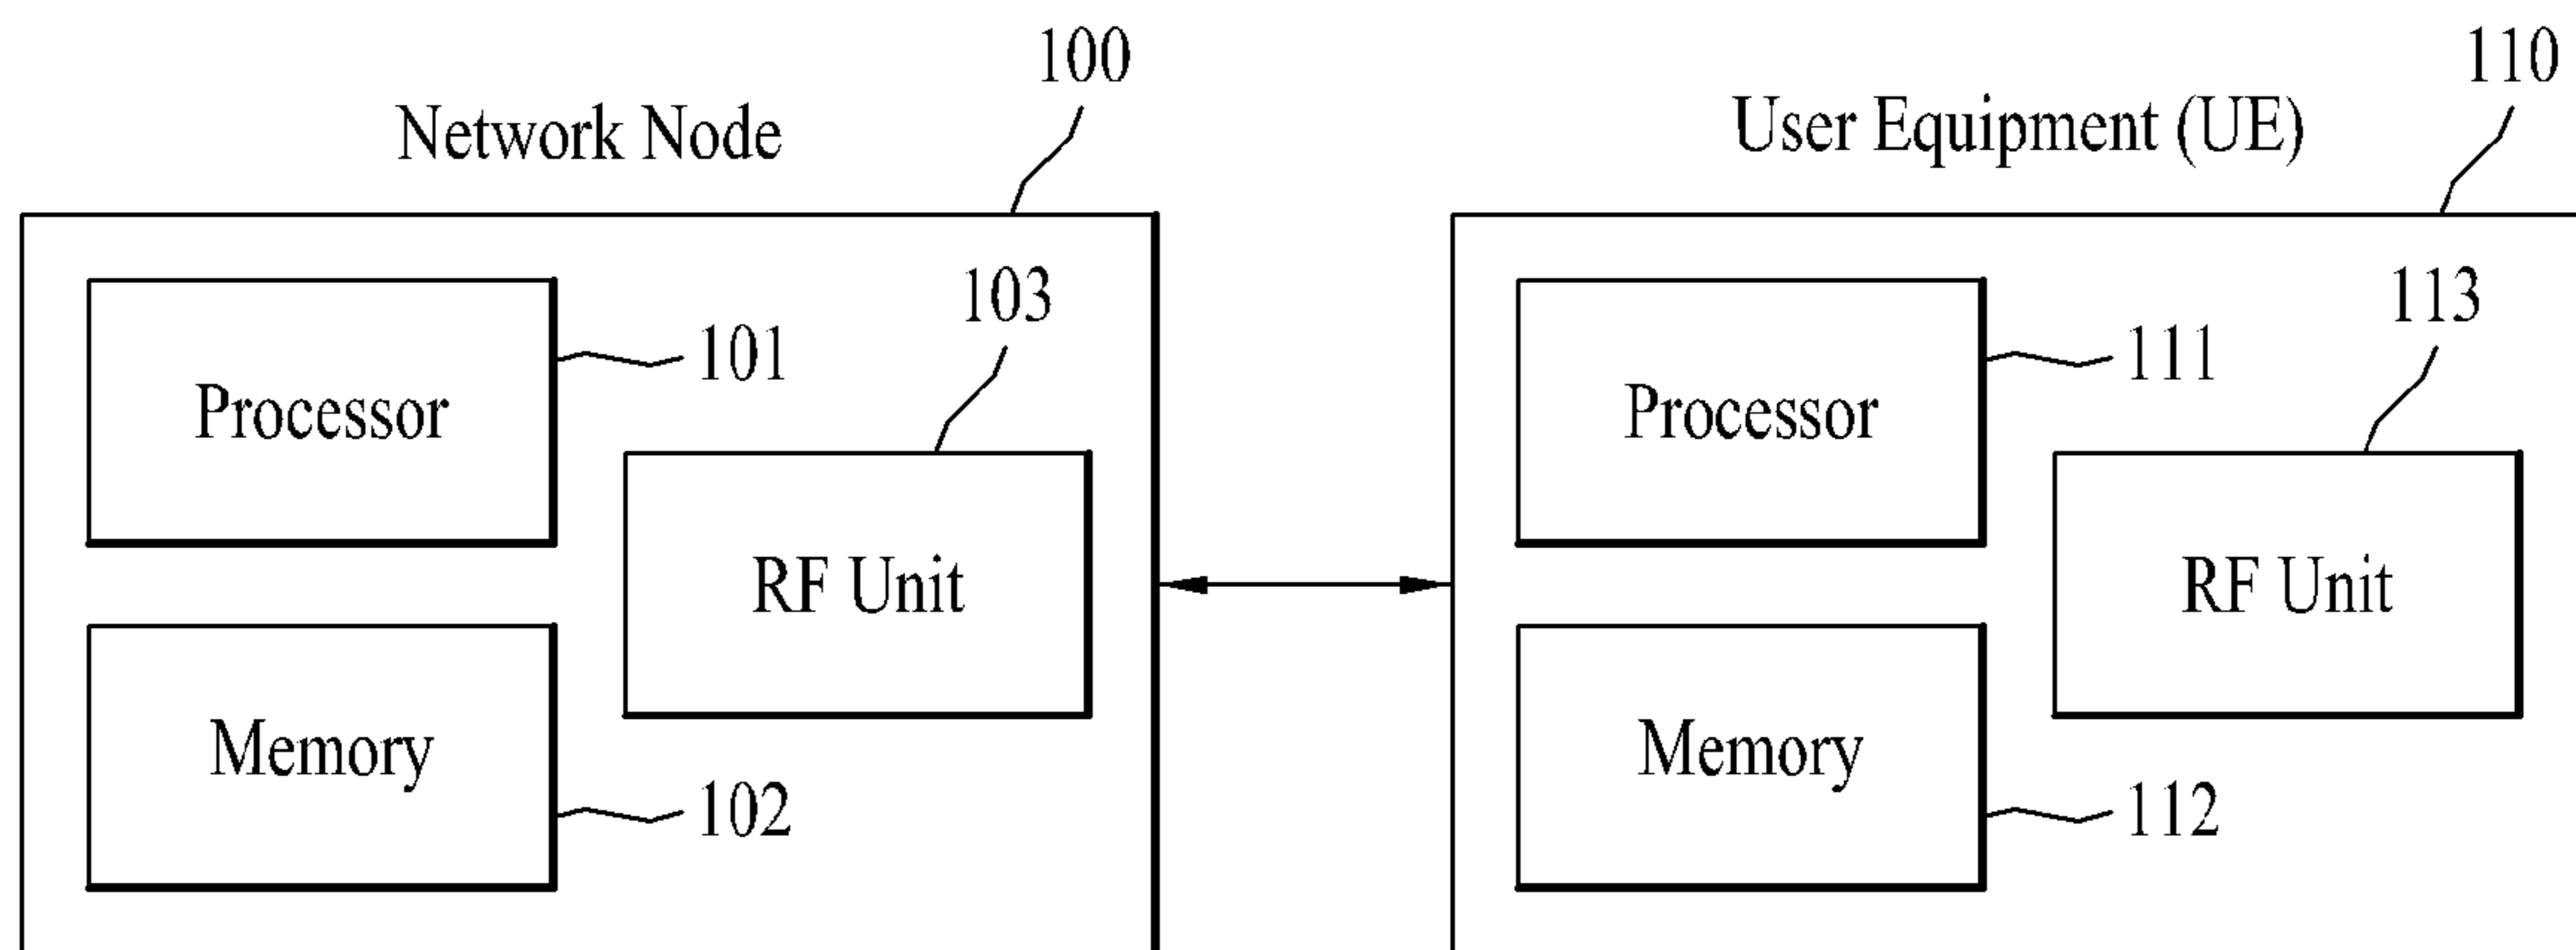 100
Network Node
103
101
Processor
RF Unit
Memory
102
110
User Equipment (UE)
113
111
Processor
RF Unit
Memory
112